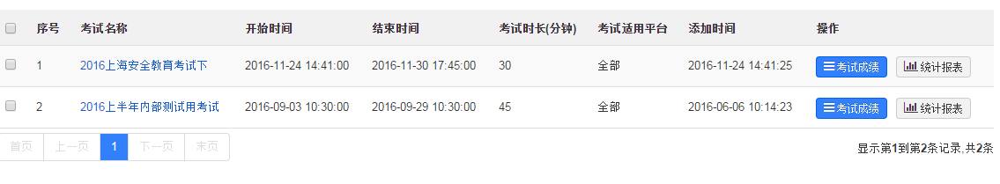 序号 考试名称 开始时间 结束时间 考试时长(分钟) 考试适用平台 添加时间 操作
1 2016上海安全教育考试下 2016-11-24 14:41:00 2016-11-30 17:45:00 30 全部 2016-11-24 14:41:25 考试成绩 统计报表
2 2016上半年内部测试用考试 2016-09-03 10:30:00 2016-09-29 10:30:00 45 全部 2016-06-06 10:14:23 考试成绩 统计报表
首页 上一页 1 下一页 末页 显示第1到第2条记录,共2条